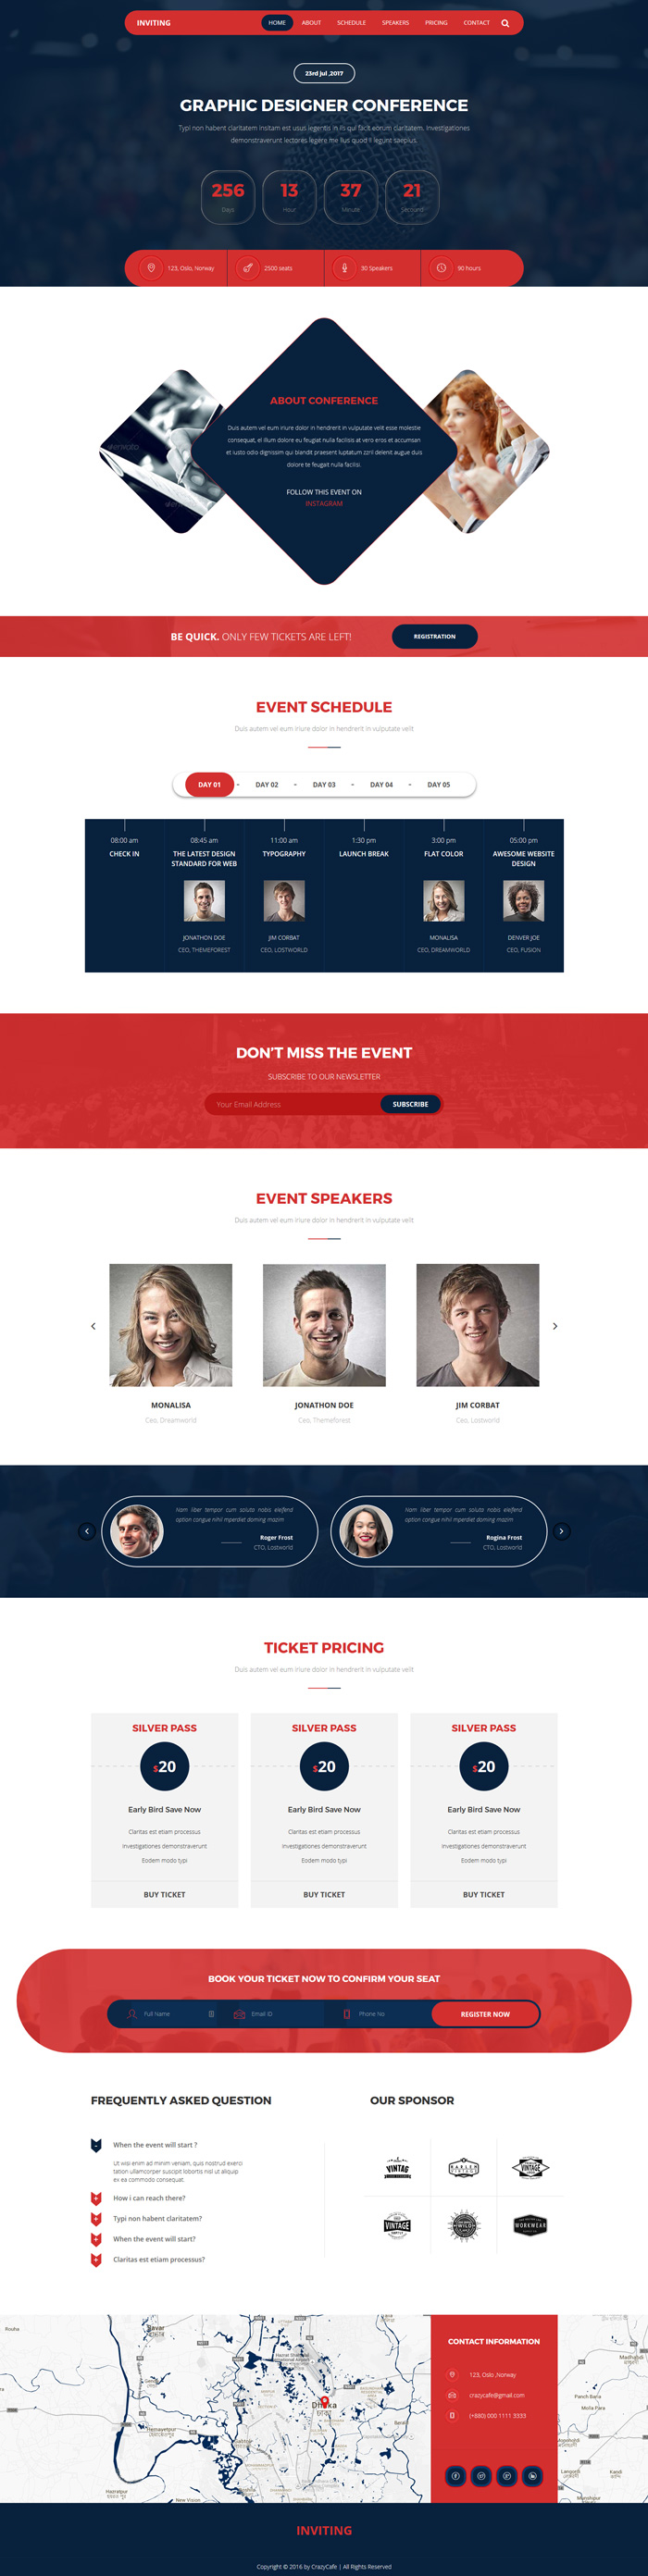 INVITING
HOME ABOUT SCHEDULE SPEAKERS PRICING CONTACT
23rd Jul ,2017
GRAPHIC DESIGNER CONFERENCE
Typi non habent claritatem insitam est usus legentis in iis qui facit eorum claritatem. Investigationes
demonstraverunt lectores legere me lius quod ii legunt saepius.
256 13 37 21
Days Hour Minute
123, Oslo, Norway 2500 seats 30 Speakers 90 hours
ABOUT CONFERENCE
Duis autem vel eum iriure dolor in hendrerit in vulputate velit esse molestie
consequat, el illum dolore eu feugiat nulla facilisis at vero eros et accumsan
et iusto odio dignissim qui blandit praesent luptatum zzril delenit augue duis
dolore te feugait nulla facilisi.
FOLLOW THIS EVENT ON
INSTAGRAM
BE QUICK. ONLY FEW TICKETS ARE LEFT!
REGISTRATION
EVENT SCHEDULE
Duis autem vel eum iriure dolor in hendrerit in vulputate velit
DAY 01 DAY 02 DAY 03 DAY 04 DAY 05
08:00 am 08:45 am 11:00 am 1:30 pm 3:00 pm 05:00 pm
CHECK IN THE LATEST DESIGN TYPOGRAPHY LAUNCH BREAK FLAT COLOR AWESOME WEBSITE
STANDARD FOR WEB DESIGN
JONATHON DOE JIM CORBAT MONALISA DENVER JOE
CEO, THEMEFOREST CEO, LOSTWORLD CEO, DREAMWORLD CEO, FUSION
DON'T MISS THE EVENT
SUBSCRIBE TO OUR NEWSLETTER
Your Email Address SUBSCRIBE
EVENT SPEAKERS
Duis autem vel eum iriure dolor in hendrerit in vulputate velit
MONALISA JONATHON DOE JIM CORBAT
Ceo, Dreamworld Ceo, Themeforest Ceo, Lostworld
Nam liber tempor cum soluta nobis eleifend
option congue nihil imperdiet doming mazim
Roger Frost
CTO, Lostworld
Nam liber tempor cum soluta nobis eleifend
option congue nihil imperdiet doming mazim
Rogina Frost
CTO, Lostworld
TICKET PRICING
Duis autem vel eum iriure dolor in hendrerit in vulputate velit
SILVER PASS SILVER PASS SILVER PASS
$20 $20 $20
Early Bird Save Now Early Bird Save Now Early Bird Save Now
Claritas est etiam processus Claritas est etiam processus Claritas est etiam processus
Investigationes demonstraverunt Investigationes demonstraverunt Investigationes demonstraverunt
Eodem modo typi Eodem modo typi Eodem modo typi
BUY TICKET BUY TICKET BUY TICKET
BOOK YOUR TICKET NOW TO CONFIRM YOUR SEAT
Full Name Email ID Phone No REGISTER NOW
FREQUENTLY ASKED QUESTION
When the event will start ?
Ut wisi enim ad minim veniam, quis nostrud exerci
tation ullamcorper suscipit lobortis nisl ut aliquip
ex ea commodo consequat.
How i can reach there?
Typi non habent claritatem?
When the event will start?
Claritas est etiam processus?
OUR SPONSOR
VINTAG HARLEM VINTAGE
VINTAGE WILD WORKWEAR
Rouha
Savar
Dhaka
Hazratpur
New Vision
Panch Baria
Molla Para
Kandi
CONTACT INFORMATION
123, Oslo ,Norway
crazycafe@gmail.com
(+880) 000 1111 3333
INVITING
Copyright © 2016 by CrazyCafe | All Rights Reserved